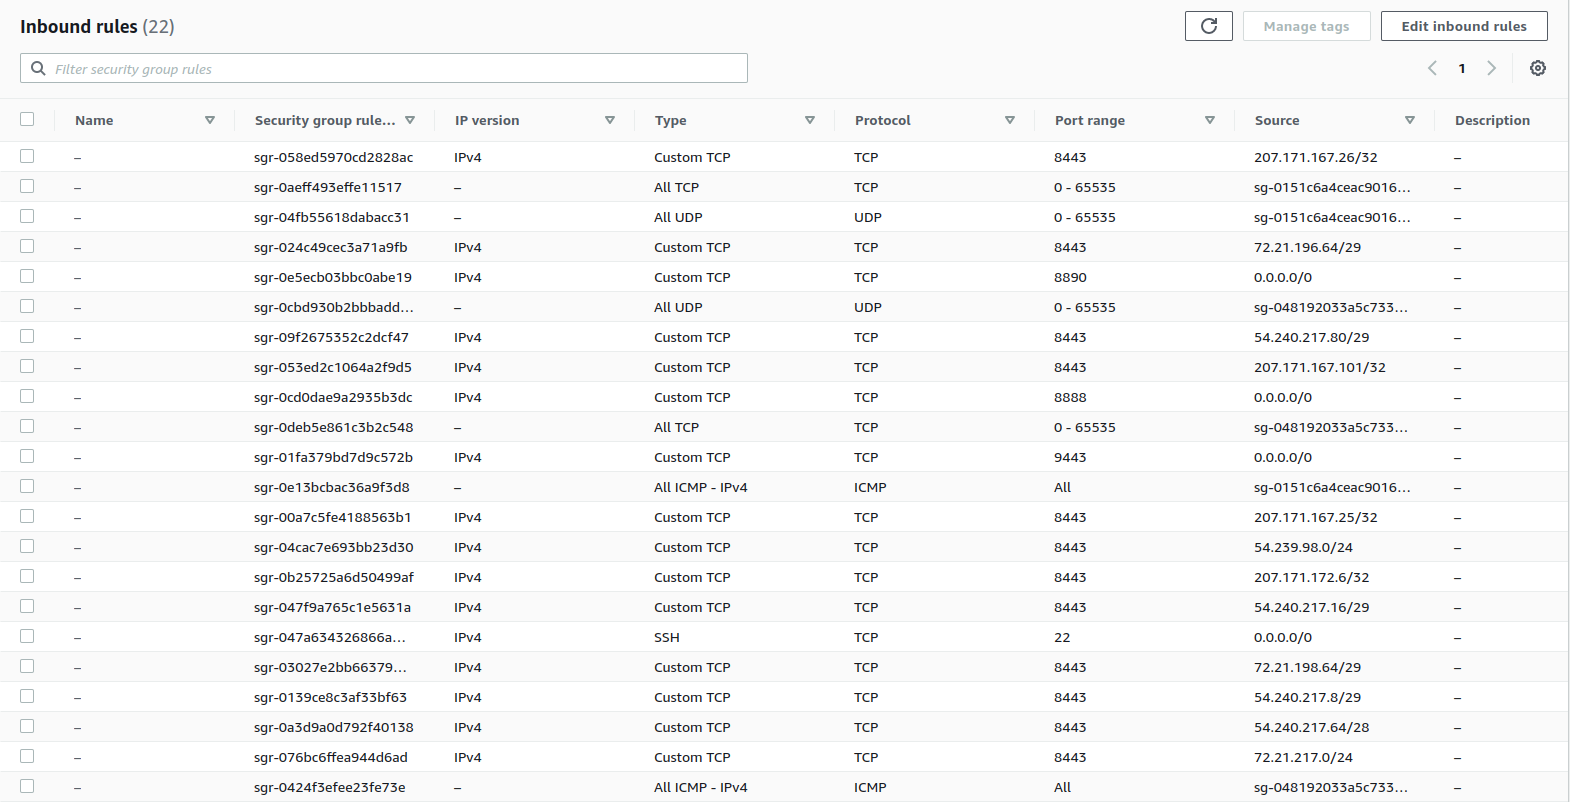 Inbound rules (22)
Manage tags
Edit inbound rules
Filter security group rules
1
Name Security group rule... IP version Type Protocol Port range Source Description
– sgr-058ed5970cd2828ac IPv4 Custom TCP TCP 8443 207.171.167.26/32 –
– sgr-0aeff493effe11517 – All TCP TCP 0 - 65535 sg-0151c6a4ceac9016... –
– sgr-04fb55618dabacc31 – All UDP UDP 0 - 65535 sg-0151c6a4ceac9016... –
– sgr-024c49cec3a71a9fb IPv4 Custom TCP TCP 8443 72.21.196.64/29 –
– sgr-0e5ecb03bbc0abe19 IPv4 Custom TCP TCP 8890 0.0.0.0/0 –
– sgr-0cbd930b2bbbadd... – All UDP UDP 0 - 65535 sg-048192033a5c733... –
– sgr-09f2675352c2dcf47 IPv4 Custom TCP TCP 8443 54.240.217.80/29 –
– sgr-053ed2c1064a2f9d5 IPv4 Custom TCP TCP 8443 207.171.167.101/32 –
– sgr-0cd0dae9a2935b3dc IPv4 Custom TCP TCP 8888 0.0.0.0/0 –
– sgr-0deb5e861c3b2c548 – All TCP TCP 0 - 65535 sg-048192033a5c733... –
– sgr-01fa379bd7d9c572b IPv4 Custom TCP TCP 9443 0.0.0.0/0 –
– sgr-0e13bcbac36a9f3d8 – All ICMP - IPv4 ICMP All sg-0151c6a4ceac9016... –
– sgr-00a7c5fe4188563b1 IPv4 Custom TCP TCP 8443 207.171.167.25/32 –
– sgr-04cac7e693bb23d30 IPv4 Custom TCP TCP 8443 54.239.98.0/24 –
– sgr-0b25725a6d50499af IPv4 Custom TCP TCP 8443 207.171.172.6/32 –
– sgr-047f9a765c1e5631a IPv4 Custom TCP TCP 8443 54.240.217.16/29 –
– sgr-047a634326866a... IPv4 SSH TCP 22 0.0.0.0/0 –
– sgr-03027e2bb66379... IPv4 Custom TCP TCP 8443 72.21.198.64/29 –
– sgr-0139ce8c3af33bf63 IPv4 Custom TCP TCP 8443 54.240.217.8/29 –
– sgr-0a3d9a0d792f40138 IPv4 Custom TCP TCP 8443 54.240.217.64/28 –
– sgr-076bc6ffea944d6ad IPv4 Custom TCP TCP 8443 72.21.217.0/24 –
– sgr-0424f3efee23fe73e – All ICMP - IPv4 ICMP All sg-048192033a5c733... –